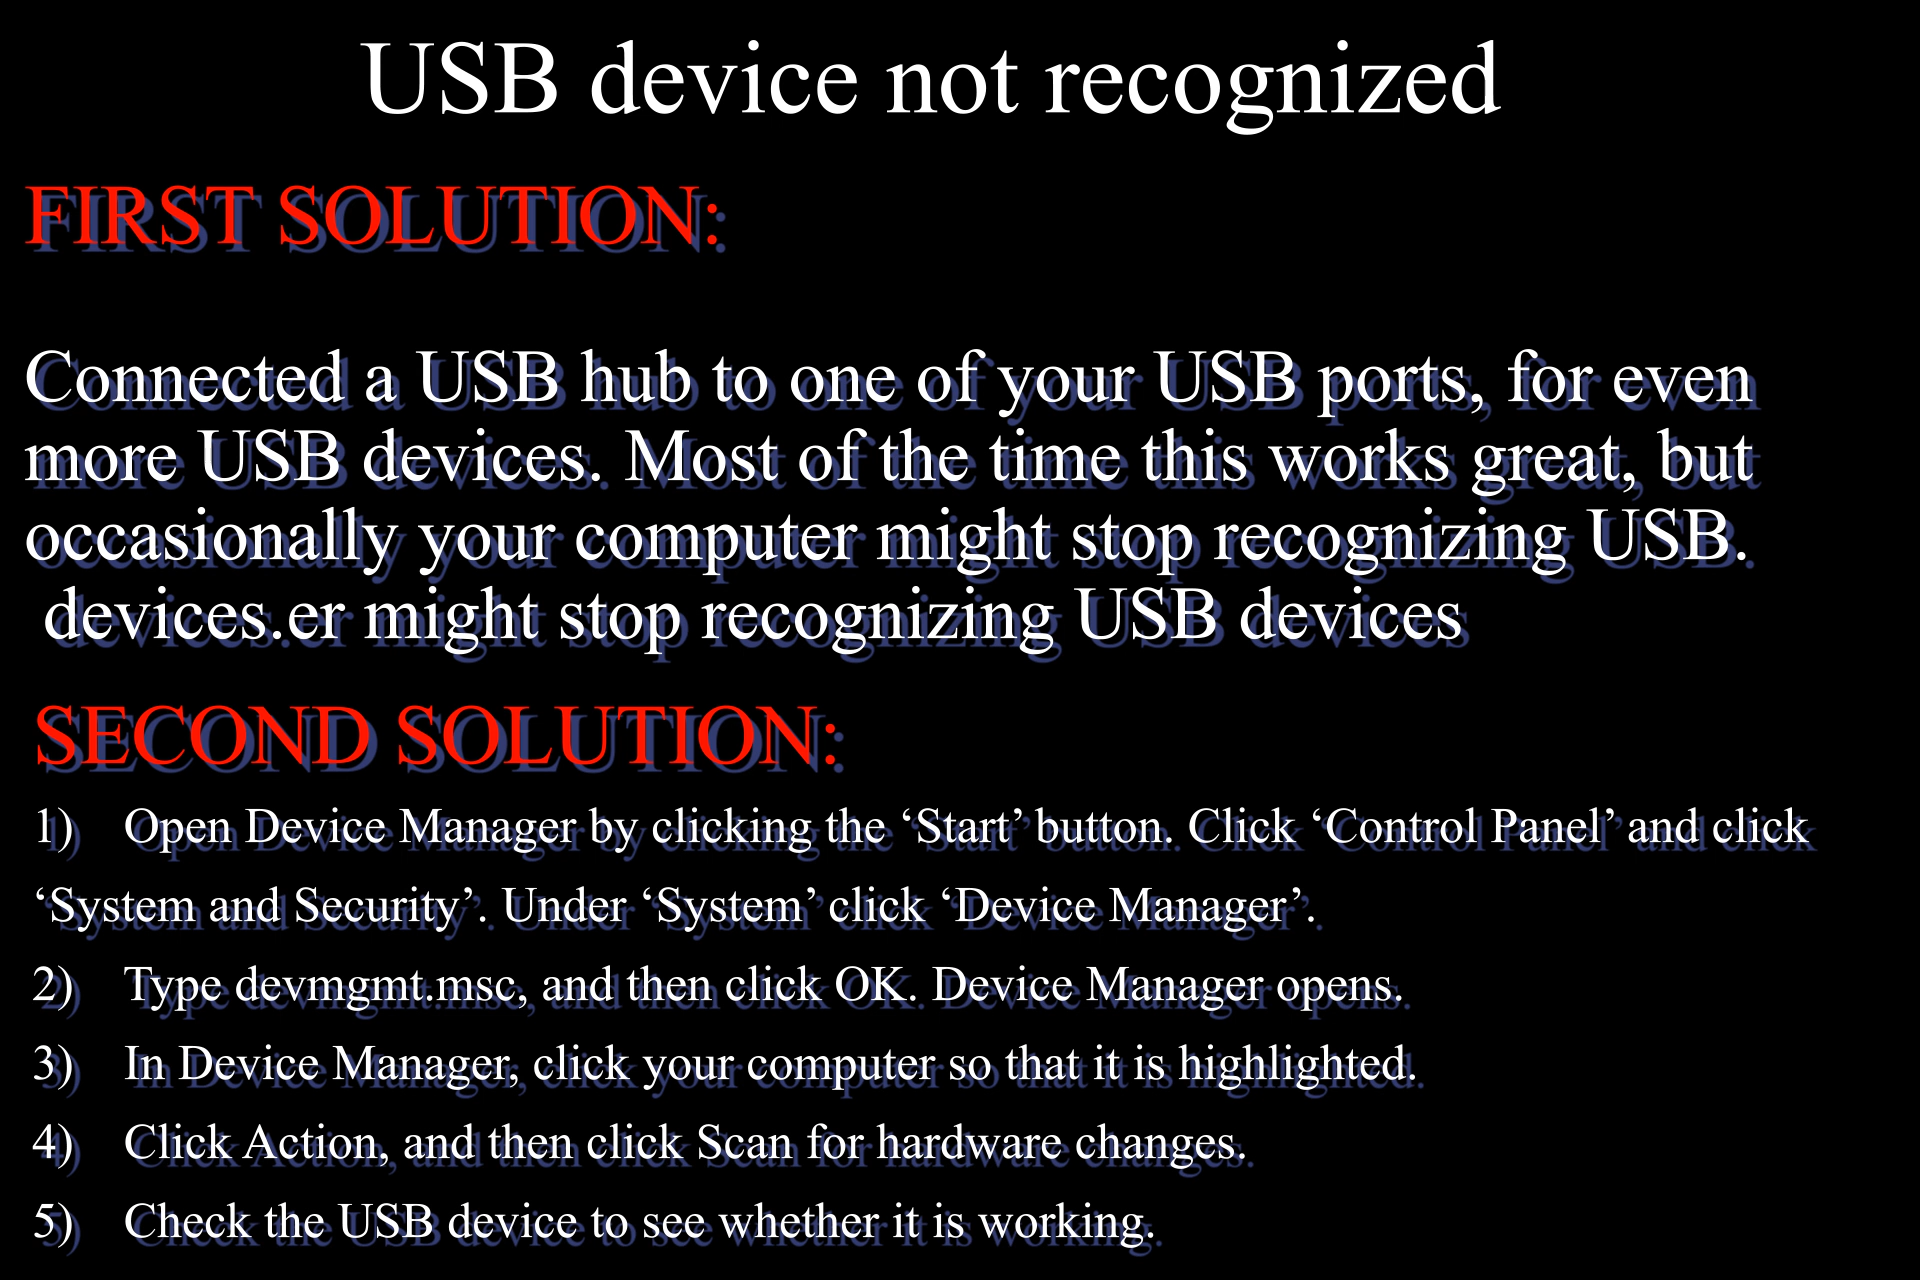 USB device not recognized
FIRST SOLUTION:
Connected a USB hub to one of your USB ports, for even
more USB devices. Most of the time this works great, but
occasionally your computer might stop recognizing USB.
devices.er might stop recognizing USB devices
SECOND SOLUTION:
1) Open Device Manager by clicking the ‘Start’ button. Click ‘Control Panel’ and click
‘System and Security’. Under ‘System’ click ‘Device Manager’.
2) Type devmgmt.msc, and then click OK. Device Manager opens.
3) In Device Manager, click your computer so that it is highlighted.
4) Click Action, and then click Scan for hardware changes.
5) Check the USB device to see whether it is working.